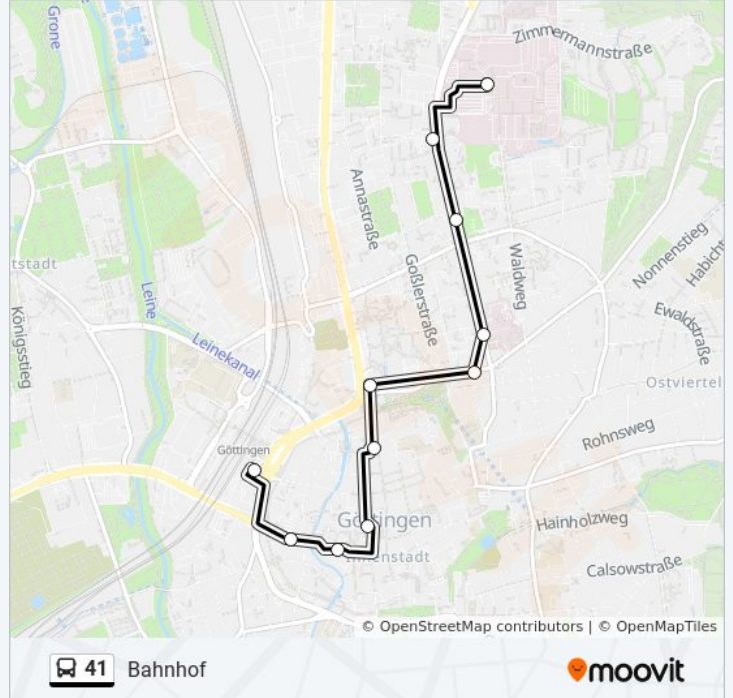 Grone
Zimmermannstraße
Annastraße
Nonnenstieg
Habicht
tstadt
Goßlerstraße
Waldweg
Leine
Königsstieg
Leinekanal
Ewaldstraße
Ostviertel
Göttingen
Rohnsweg
Göttingen
Innenstadt
Hainholzweg
Calsowstraße
© OpenStreetMap contributors | © OpenMapTiles
41 Bahnhof
moovit